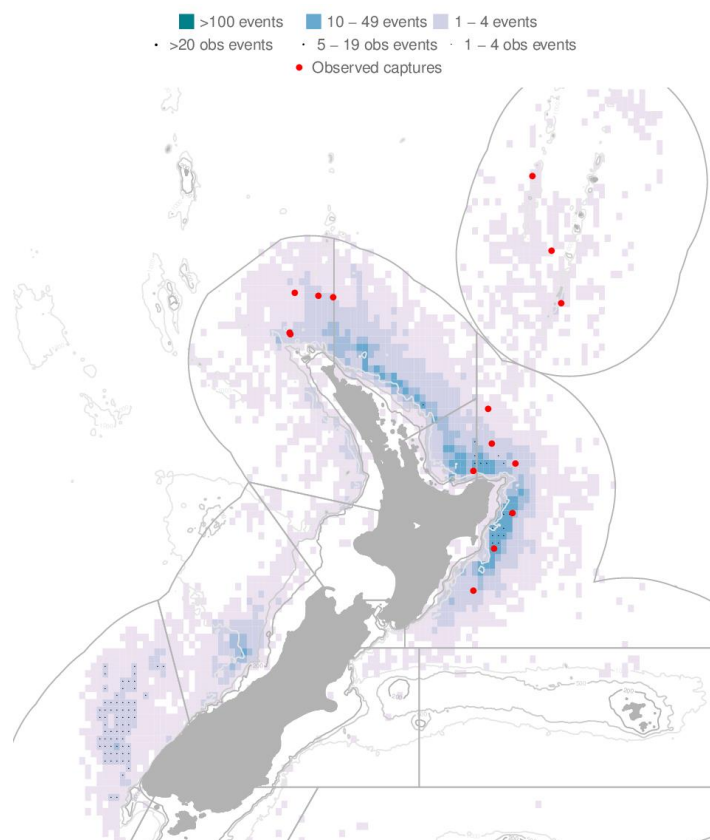 >100 events 10 – 49 events 1 – 4 events
>20 obs events 5 – 19 obs events 1 – 4 obs events
Observed captures